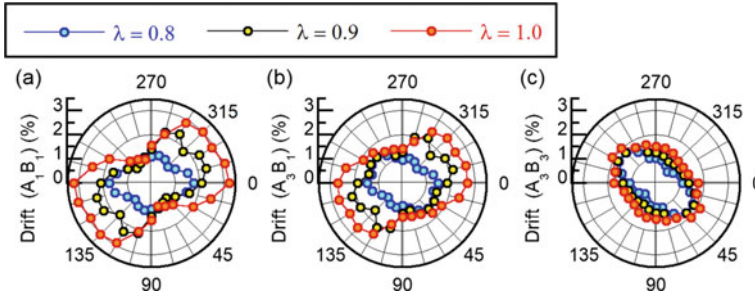 λ = 0.8 λ = 0.9 λ = 1.0
(a) (b) (c)
270 270 270
315 315 315
3 3 3
2 2 2
1 1 1
0 0 0
0 0 0
Drift (A1B1) (%) Drift (A3B1) (%) Drift (A3B3) (%)
135 45 135 45 135 45
90 90 90